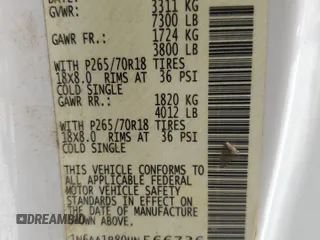 DATE:
GVWR: 3311 KG
7300 LB
GAWR FR.: 1724 KG
3800 LB
WITH P265/70R18 TIRES
18X8.0 RIMS AT 36 PSI
COLD SINGLE
GAWR RR.: 1820 KG
4012 LB
WITH P265/70R18 TIRES
18X8.0 RIMS AT 36 PSI
COLD SINGLE
THIS VEHICLE CONFORMS TO
ALL APPLICABLE FEDERAL
MOTOR VEHICLE SAFETY
STANDARDS IN EFFECT ON
THE DATE OF MANUFACTURE
SHOWN ABOVE.
DREAMBID